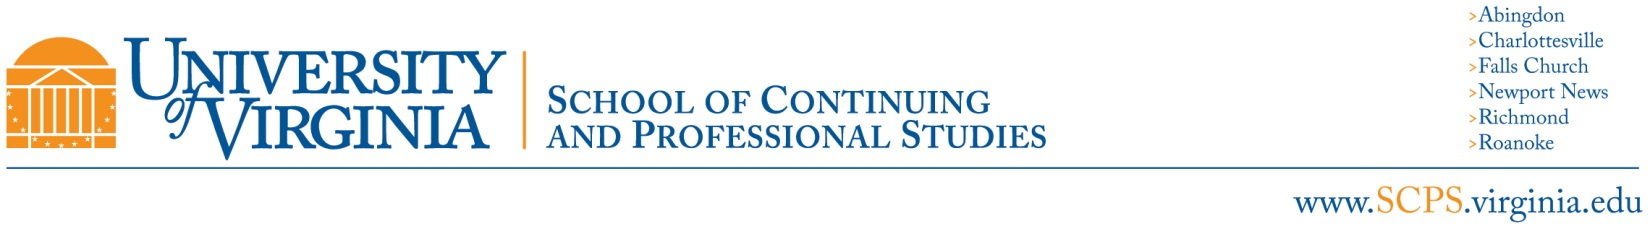 UNIVERSITY
of VIRGINIA
SCHOOL OF CONTINUING
AND PROFESSIONAL STUDIES
>Abingdon
>Charlottesville
>Falls Church
>Newport News
>Richmond
>Roanoke
www.SCPS.virginia.edu